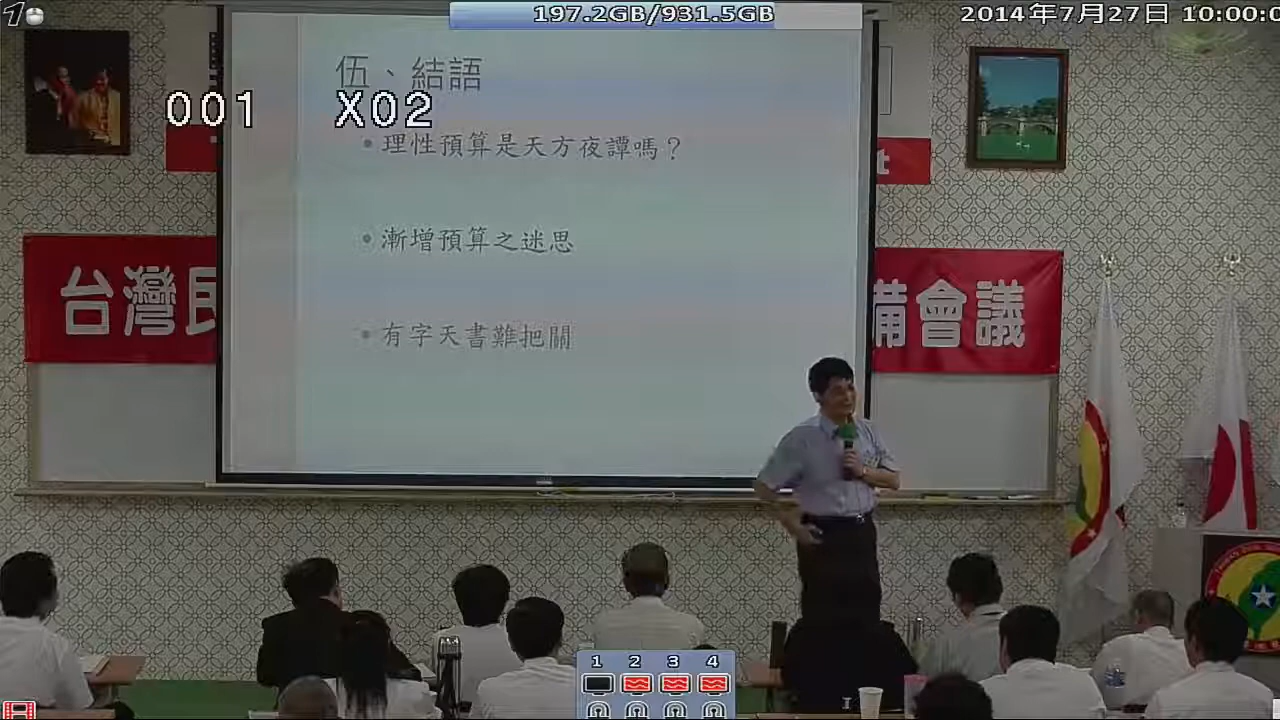 197.2GB/931.5GB
2014年7月27日 10:00:0
伍、結語
001 X02
理性預算是天方夜譚嗎？
漸增預算之迷思
有字天書難把關
t
台灣民
備會議
1 2 3 4